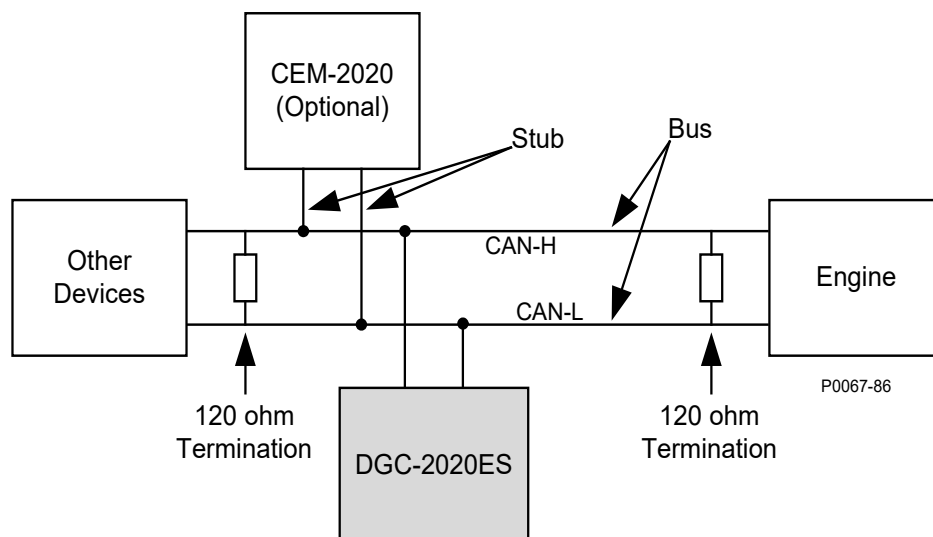 CEM-2020
(Optional)
Stub
Bus
Other
Devices
CAN-H
CAN-L
Engine
P0067-86
120 ohm
Termination
120 ohm
Termination
DGC-2020ES